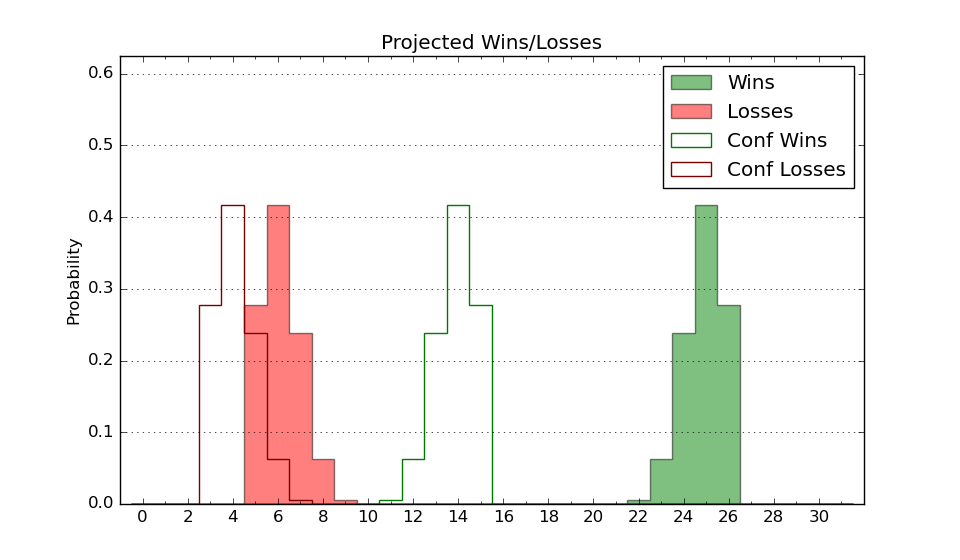 Projected Wins/Losses
Wins
Losses
Conf Wins
Conf Losses
Probability
0.6
0.5
0.4
0.3
0.2
0.1
0.0
0 2 4 6 8 10 12 14 16 18 20 22 24 26 28 30